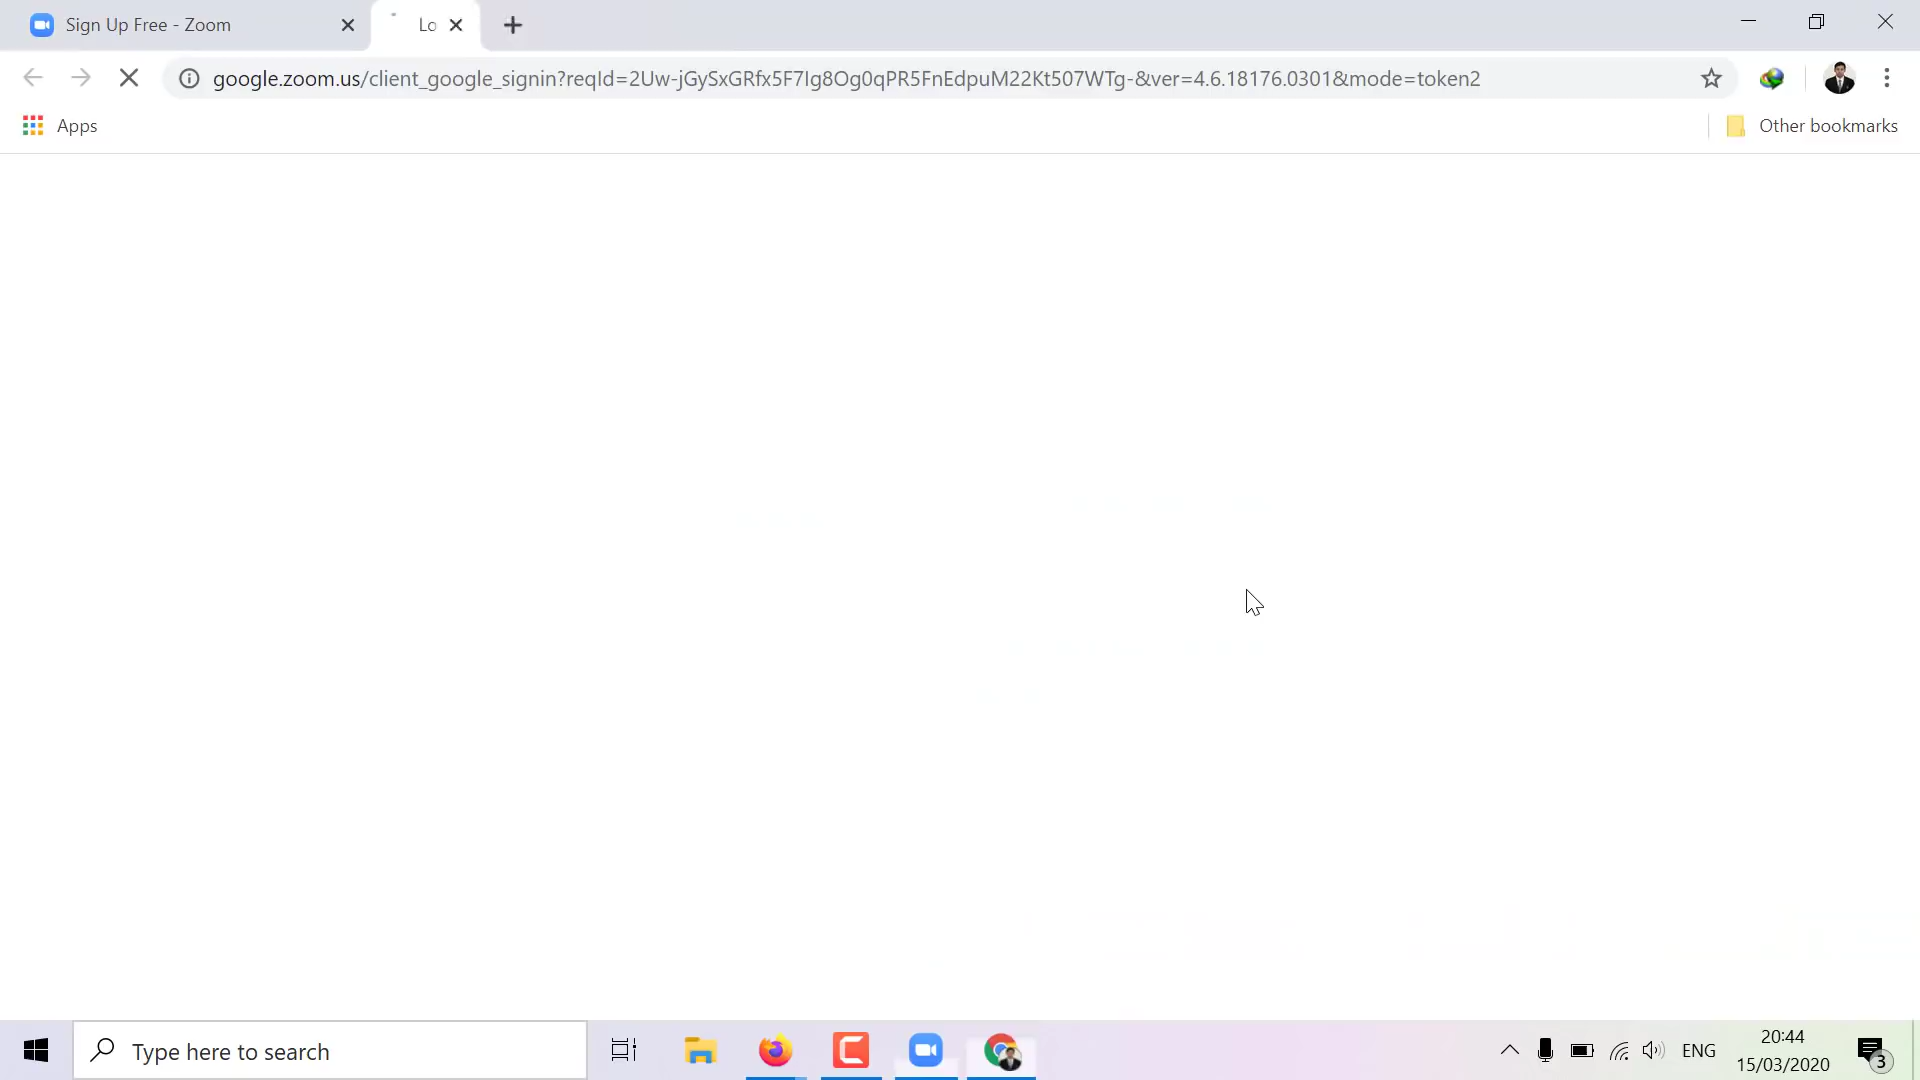 Sign Up Free - Zoom
Lo
google.zoom.us/client_google_signin?reqId=2Uw-jGySxGRfx5F7Ig8Og0qPR5FnEdpuM22Kt507WTg-&ver=4.6.18176.0301&mode=token2
Apps
Other bookmarks
Type here to search
ENG
20:44
15/03/2020
3